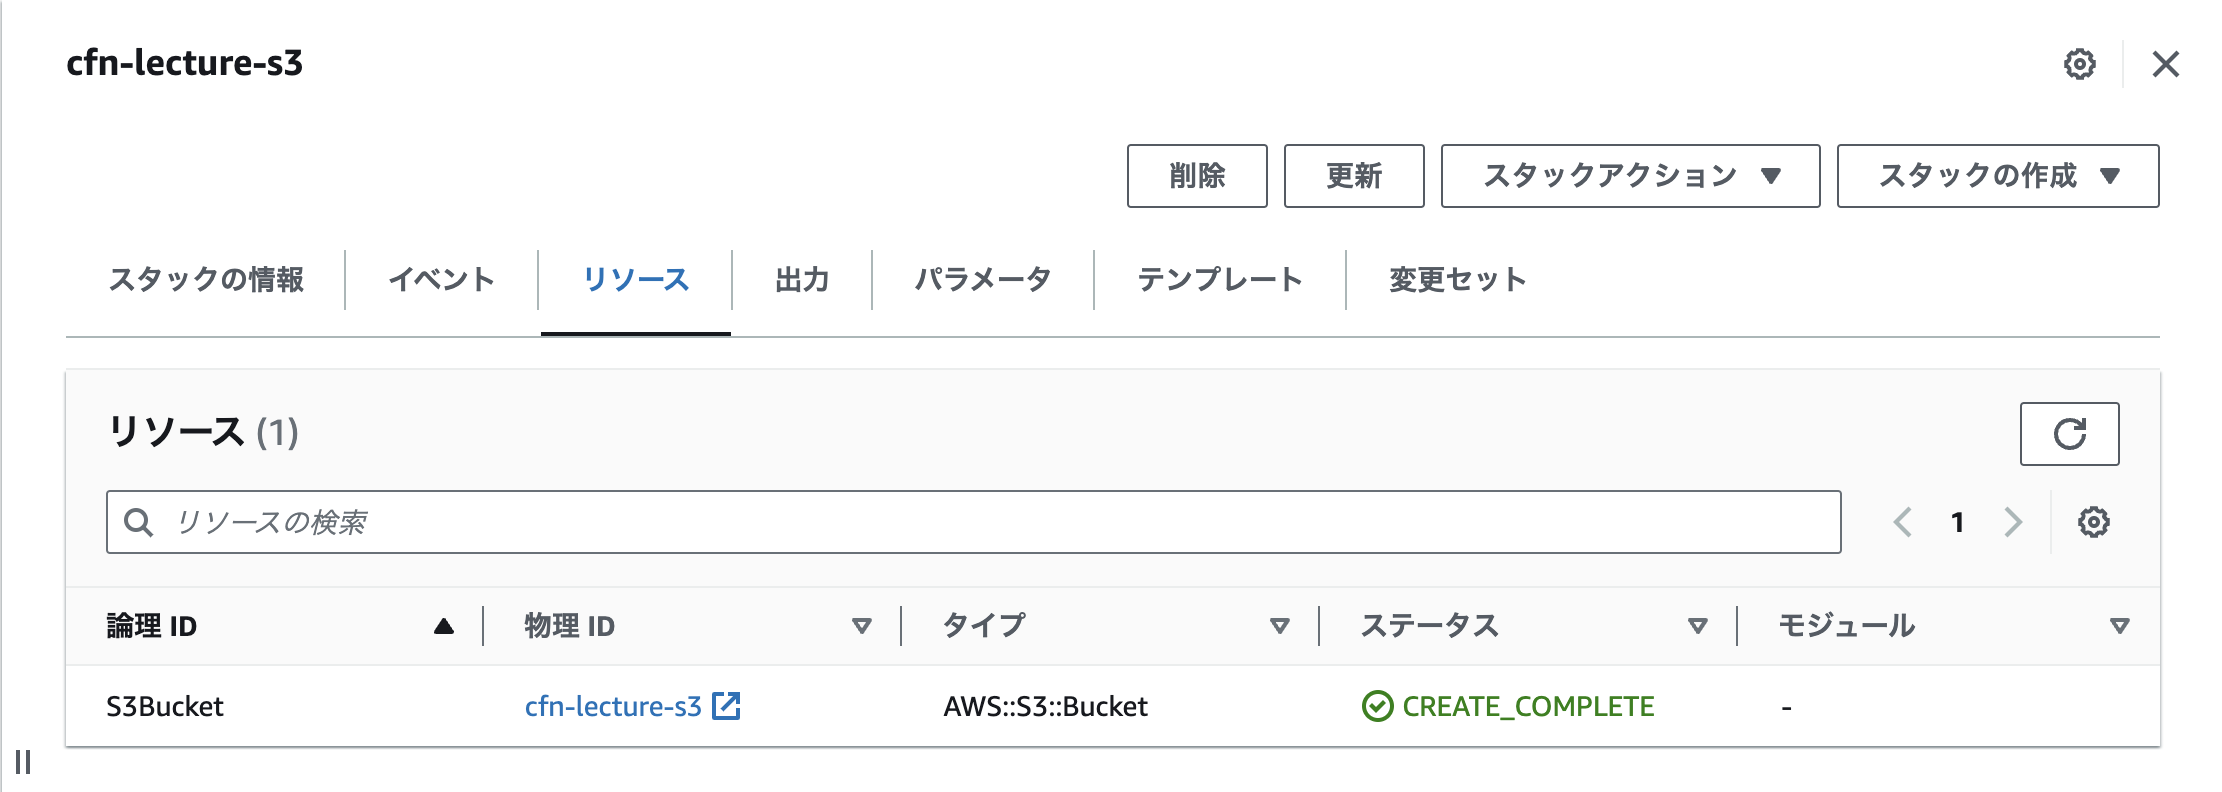 cfn-lecture-s3
削除 更新 スタックアクション スタックの作成
スタックの情報 イベント リソース 出力 パラメータ テンプレート 変更セット
リソース (1)
リソースの検索 1
論理 ID 物理 ID タイプ ステータス モジュール
S3Bucket cfn-lecture-s3 AWS::S3::Bucket CREATE_COMPLETE -